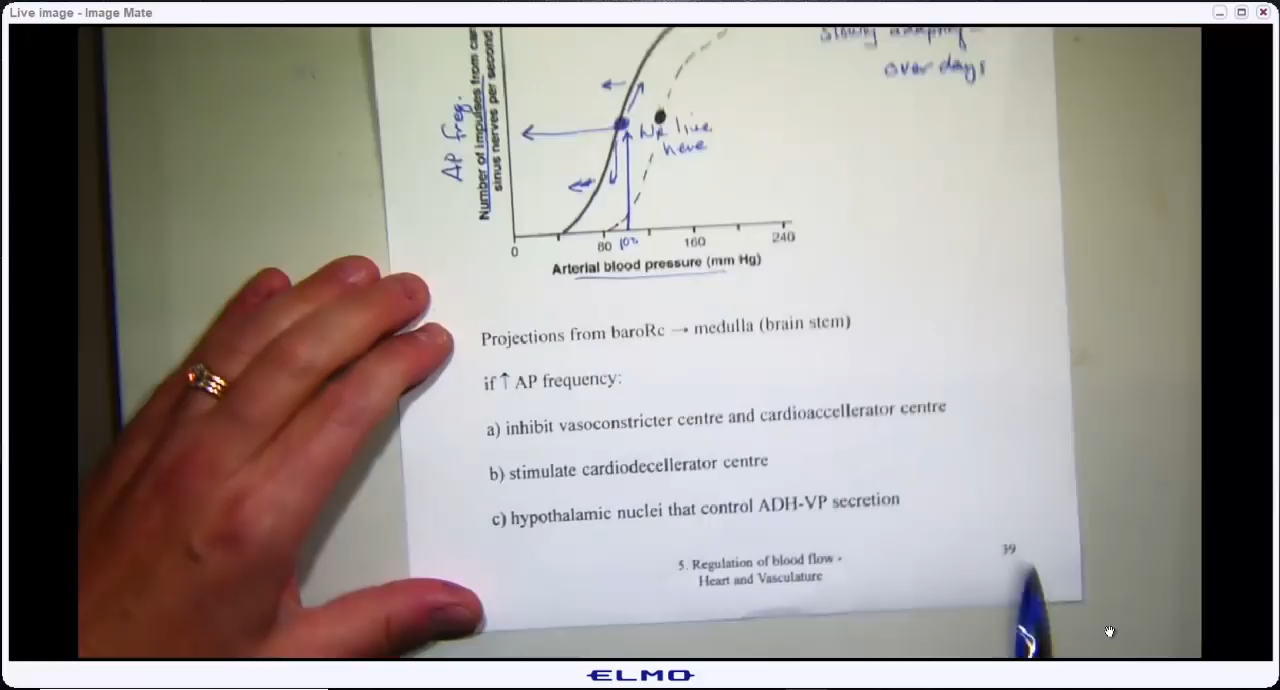 Live image - Image Mate
slowly
over days
AP freq.
Number of impulses from
sinus nerves per second
We live
here
0
80
100
160
240
Arterial blood pressure (mm Hg)
Projections from baroRc → medulla (brain stem)
if ↑ AP frequency:
a) inhibit vasoconstricter centre and cardioaccellerator centre
b) stimulate cardiodecellerator centre
c) hypothalamic nuclei that control ADH-VP secretion
5. Regulation of blood flow -
Heart and Vasculature
39
ELMO